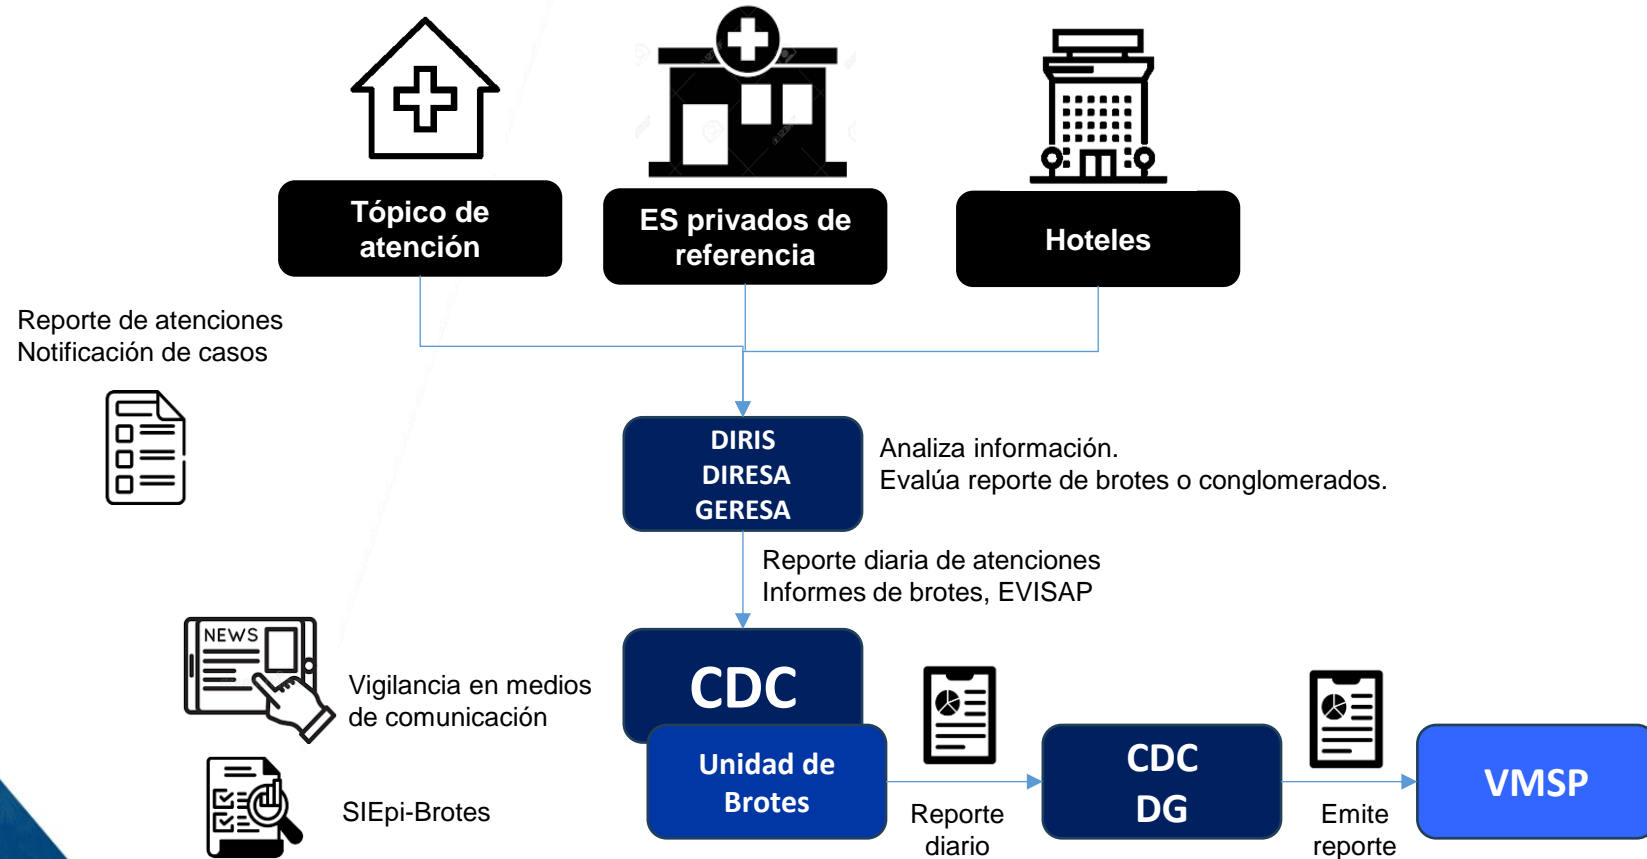 Tópico de
atención
ES privados de
referencia
Hoteles
Reporte de atenciones
Notificación de casos
DIRIS
DIRESA
GERESA
Analiza información.
Evalúa reporte de brotes o conglomerados.
Reporte diaria de atenciones
Informes de brotes, EVISAP
NEWS
Vigilancia en medios
de comunicación
SIEpi-Brotes
CDC
Unidad de
Brotes
Reporte
diario
CDC
DG
Emite
reporte
VMSP